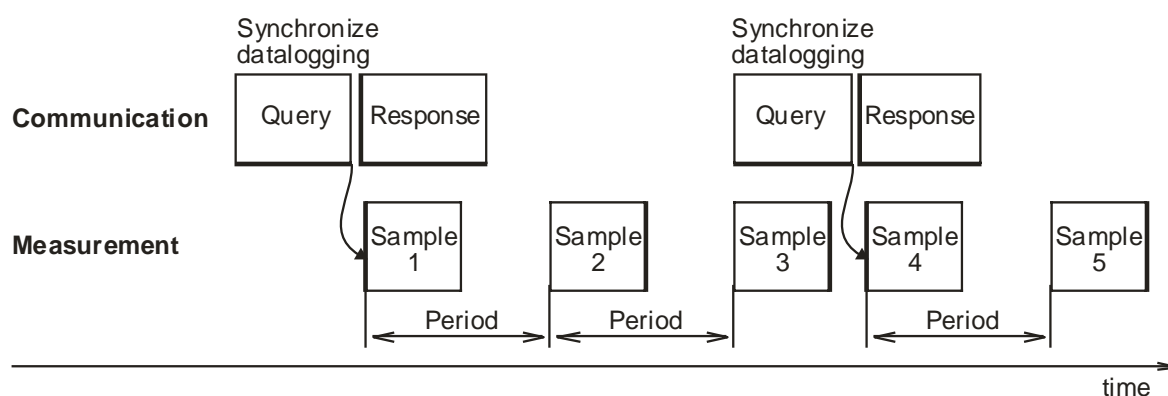 Synchronize
datalogging
Synchronize
datalogging
Communication
Query
Response
Query
Response
Measurement
Sample
1
Sample
2
Sample
3
Sample
4
Sample
5
Period
Period
Period
time